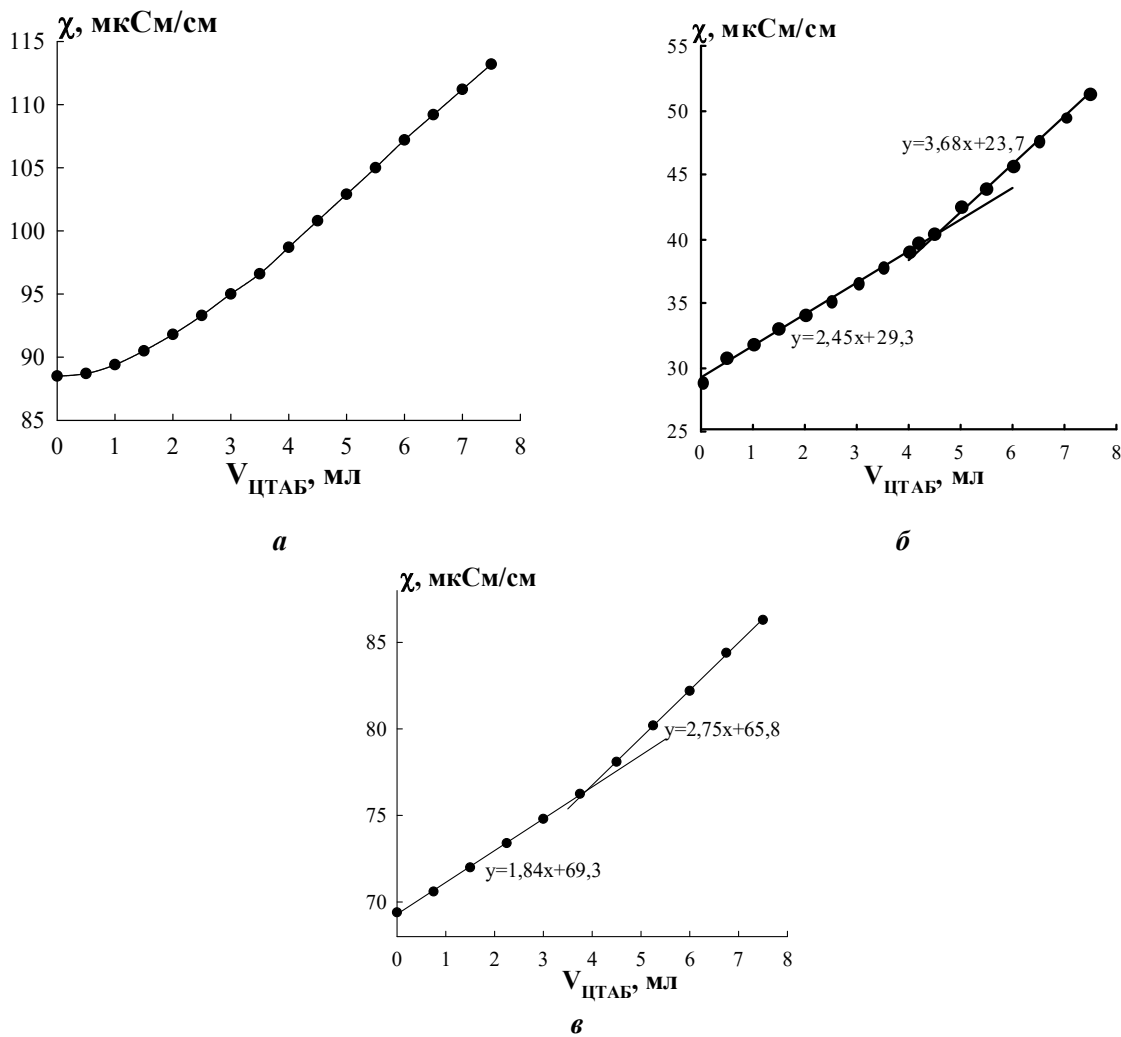 χ, мкСм/см
115
110
105
100
95
90
85
0 1 2 3 4 5 6 7 8
VЦТАБ, мл
а
χ, мкСм/см
55
50
45
40
35
30
25
y=3,68x+23,7
y=2,45x+29,3
0 1 2 3 4 5 6 7 8
VЦТАБ, мл
б
χ, мкСм/см
85
80
75
70
y=2,75x+65,8
y=1,84x+69,3
0 1 2 3 4 5 6 7 8
VЦТАБ, мл
в